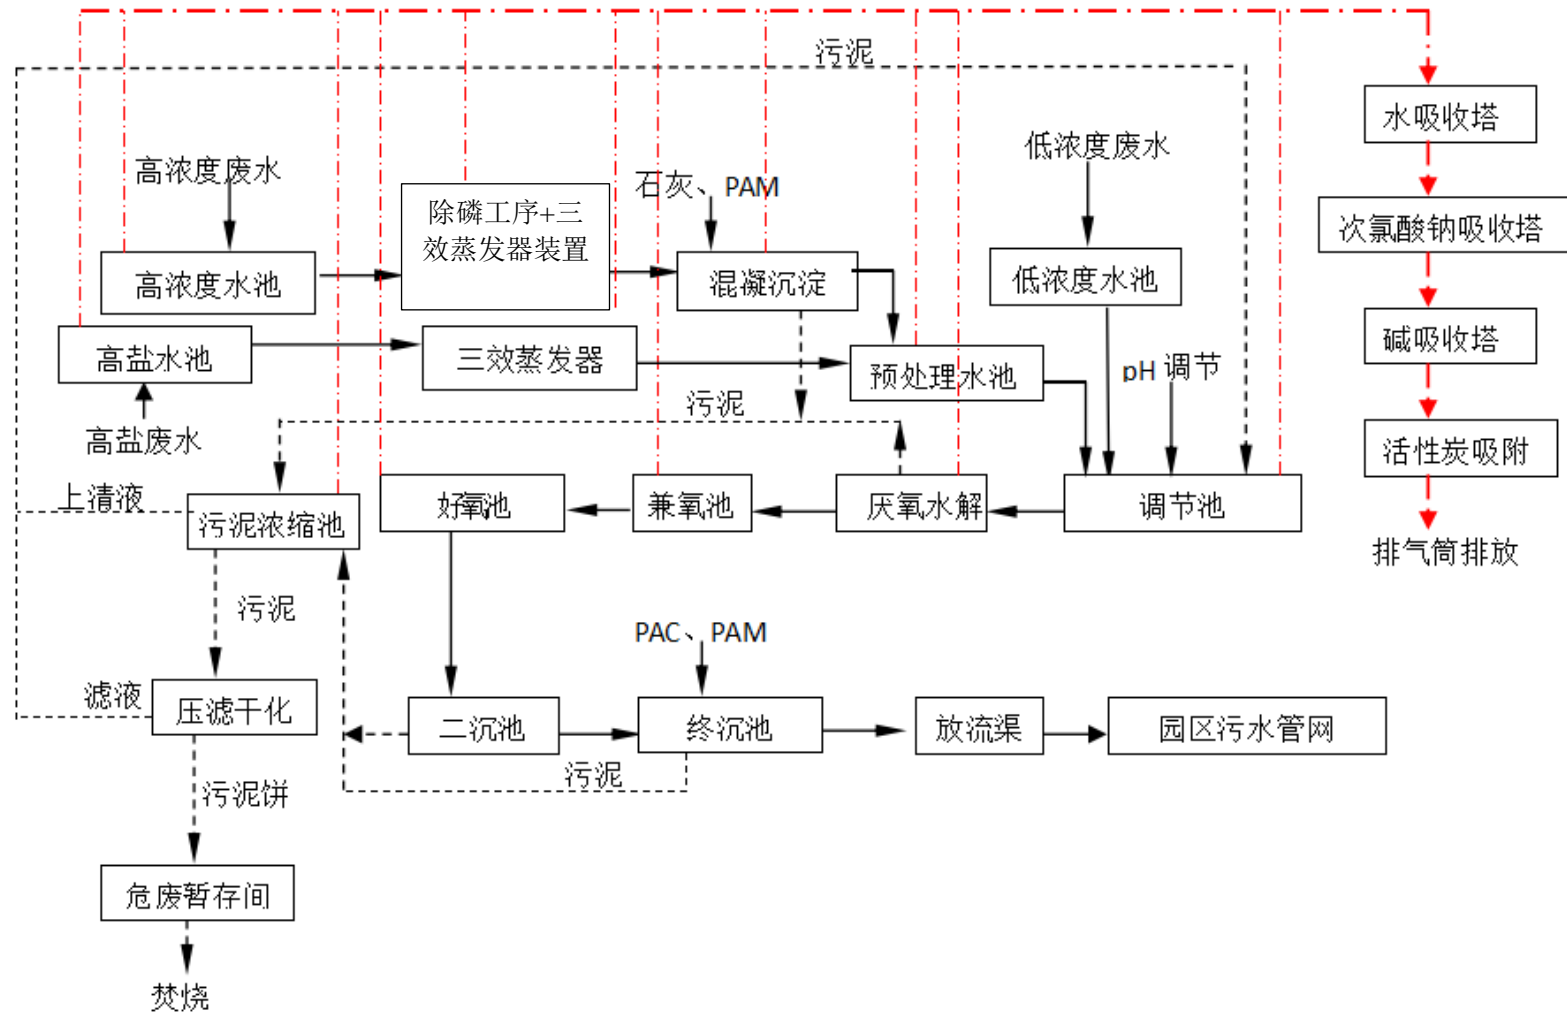 污泥
水吸收塔
高浓度废水
低浓度废水
石灰、PAM
除磷工序+三
效蒸发器装置
次氯酸钠吸收塔
高浓度水池
混凝沉淀
低浓度水池
高盐水池
三效蒸发器
预处理水池
pH 调节
碱吸收塔
高盐废水
污泥
活性炭吸附
上清液
污泥浓缩池
好氧池
兼氧池
厌氧水解
调节池
排气筒排放
污泥
PAC、PAM
滤液
压滤干化
二沉池
终沉池
放流渠
园区污水管网
污泥
污泥饼
危废暂存间
焚烧